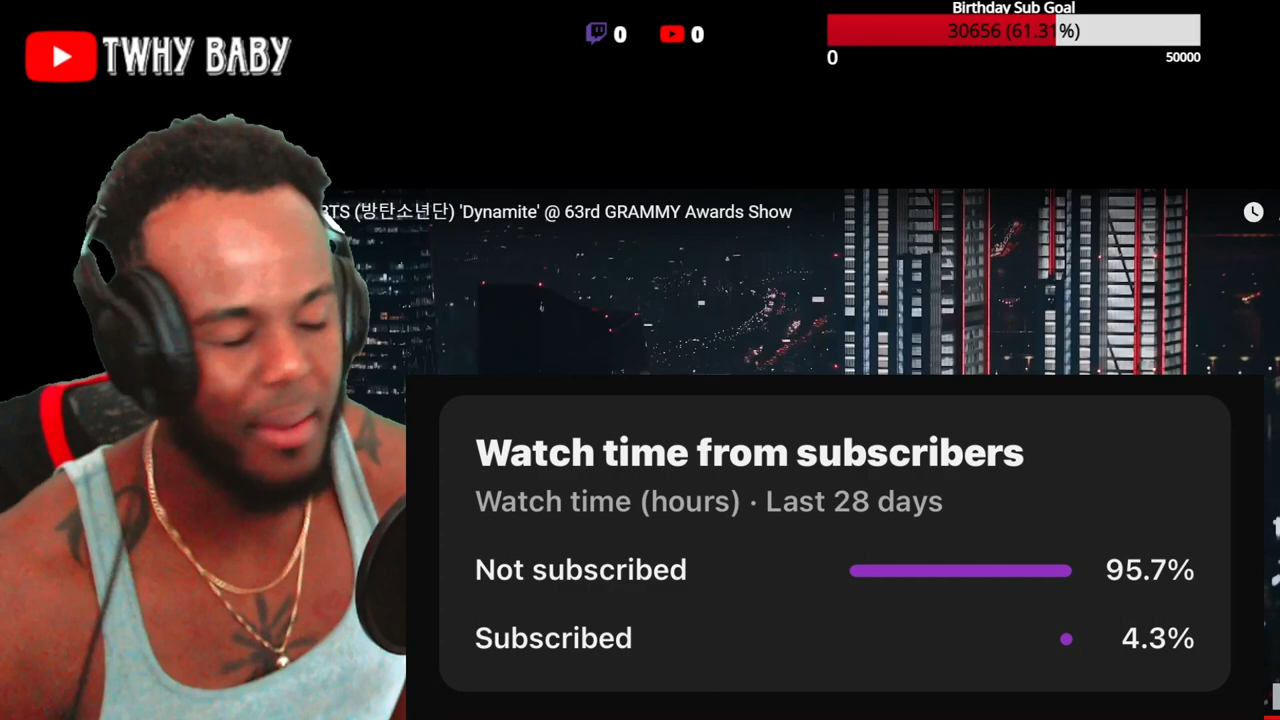 TWHY BABY
0
0
Birthday Sub Goal
30656 (61.31%)
0
50000
BTS (방탄소년단) 'Dynamite' @ 63rd GRAMMY Awards Show
Watch time from subscribers
Watch time (hours) · Last 28 days
Not subscribed 95.7%
Subscribed 4.3%